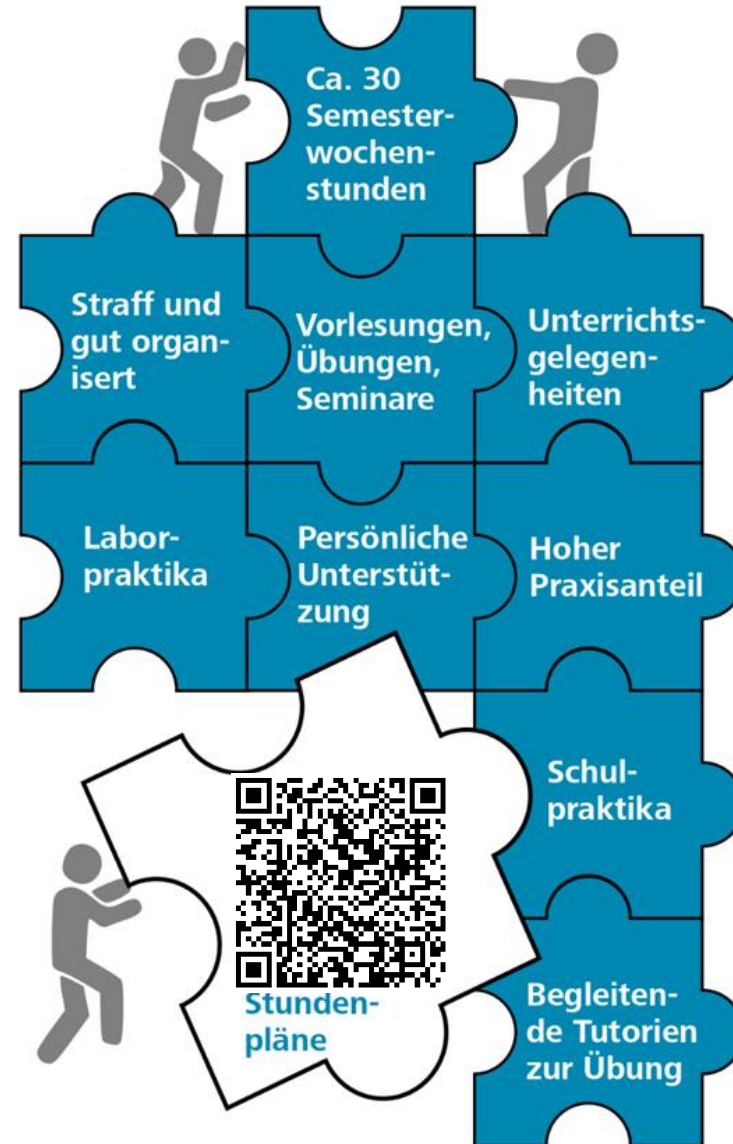 Ca. 30
Semester-
wochen-
stunden
Straff und
gut organ-
isert
Vorlesungen,
Übungen,
Seminare
Unterrichts-
gelegen-
heiten
Labor-
praktika
Persönliche
Unterstüt-
zung
Hoher
Praxisanteil
Schul-
praktika
Stunden-
pläne
Begleiten-
de Tutorien
zur Übung